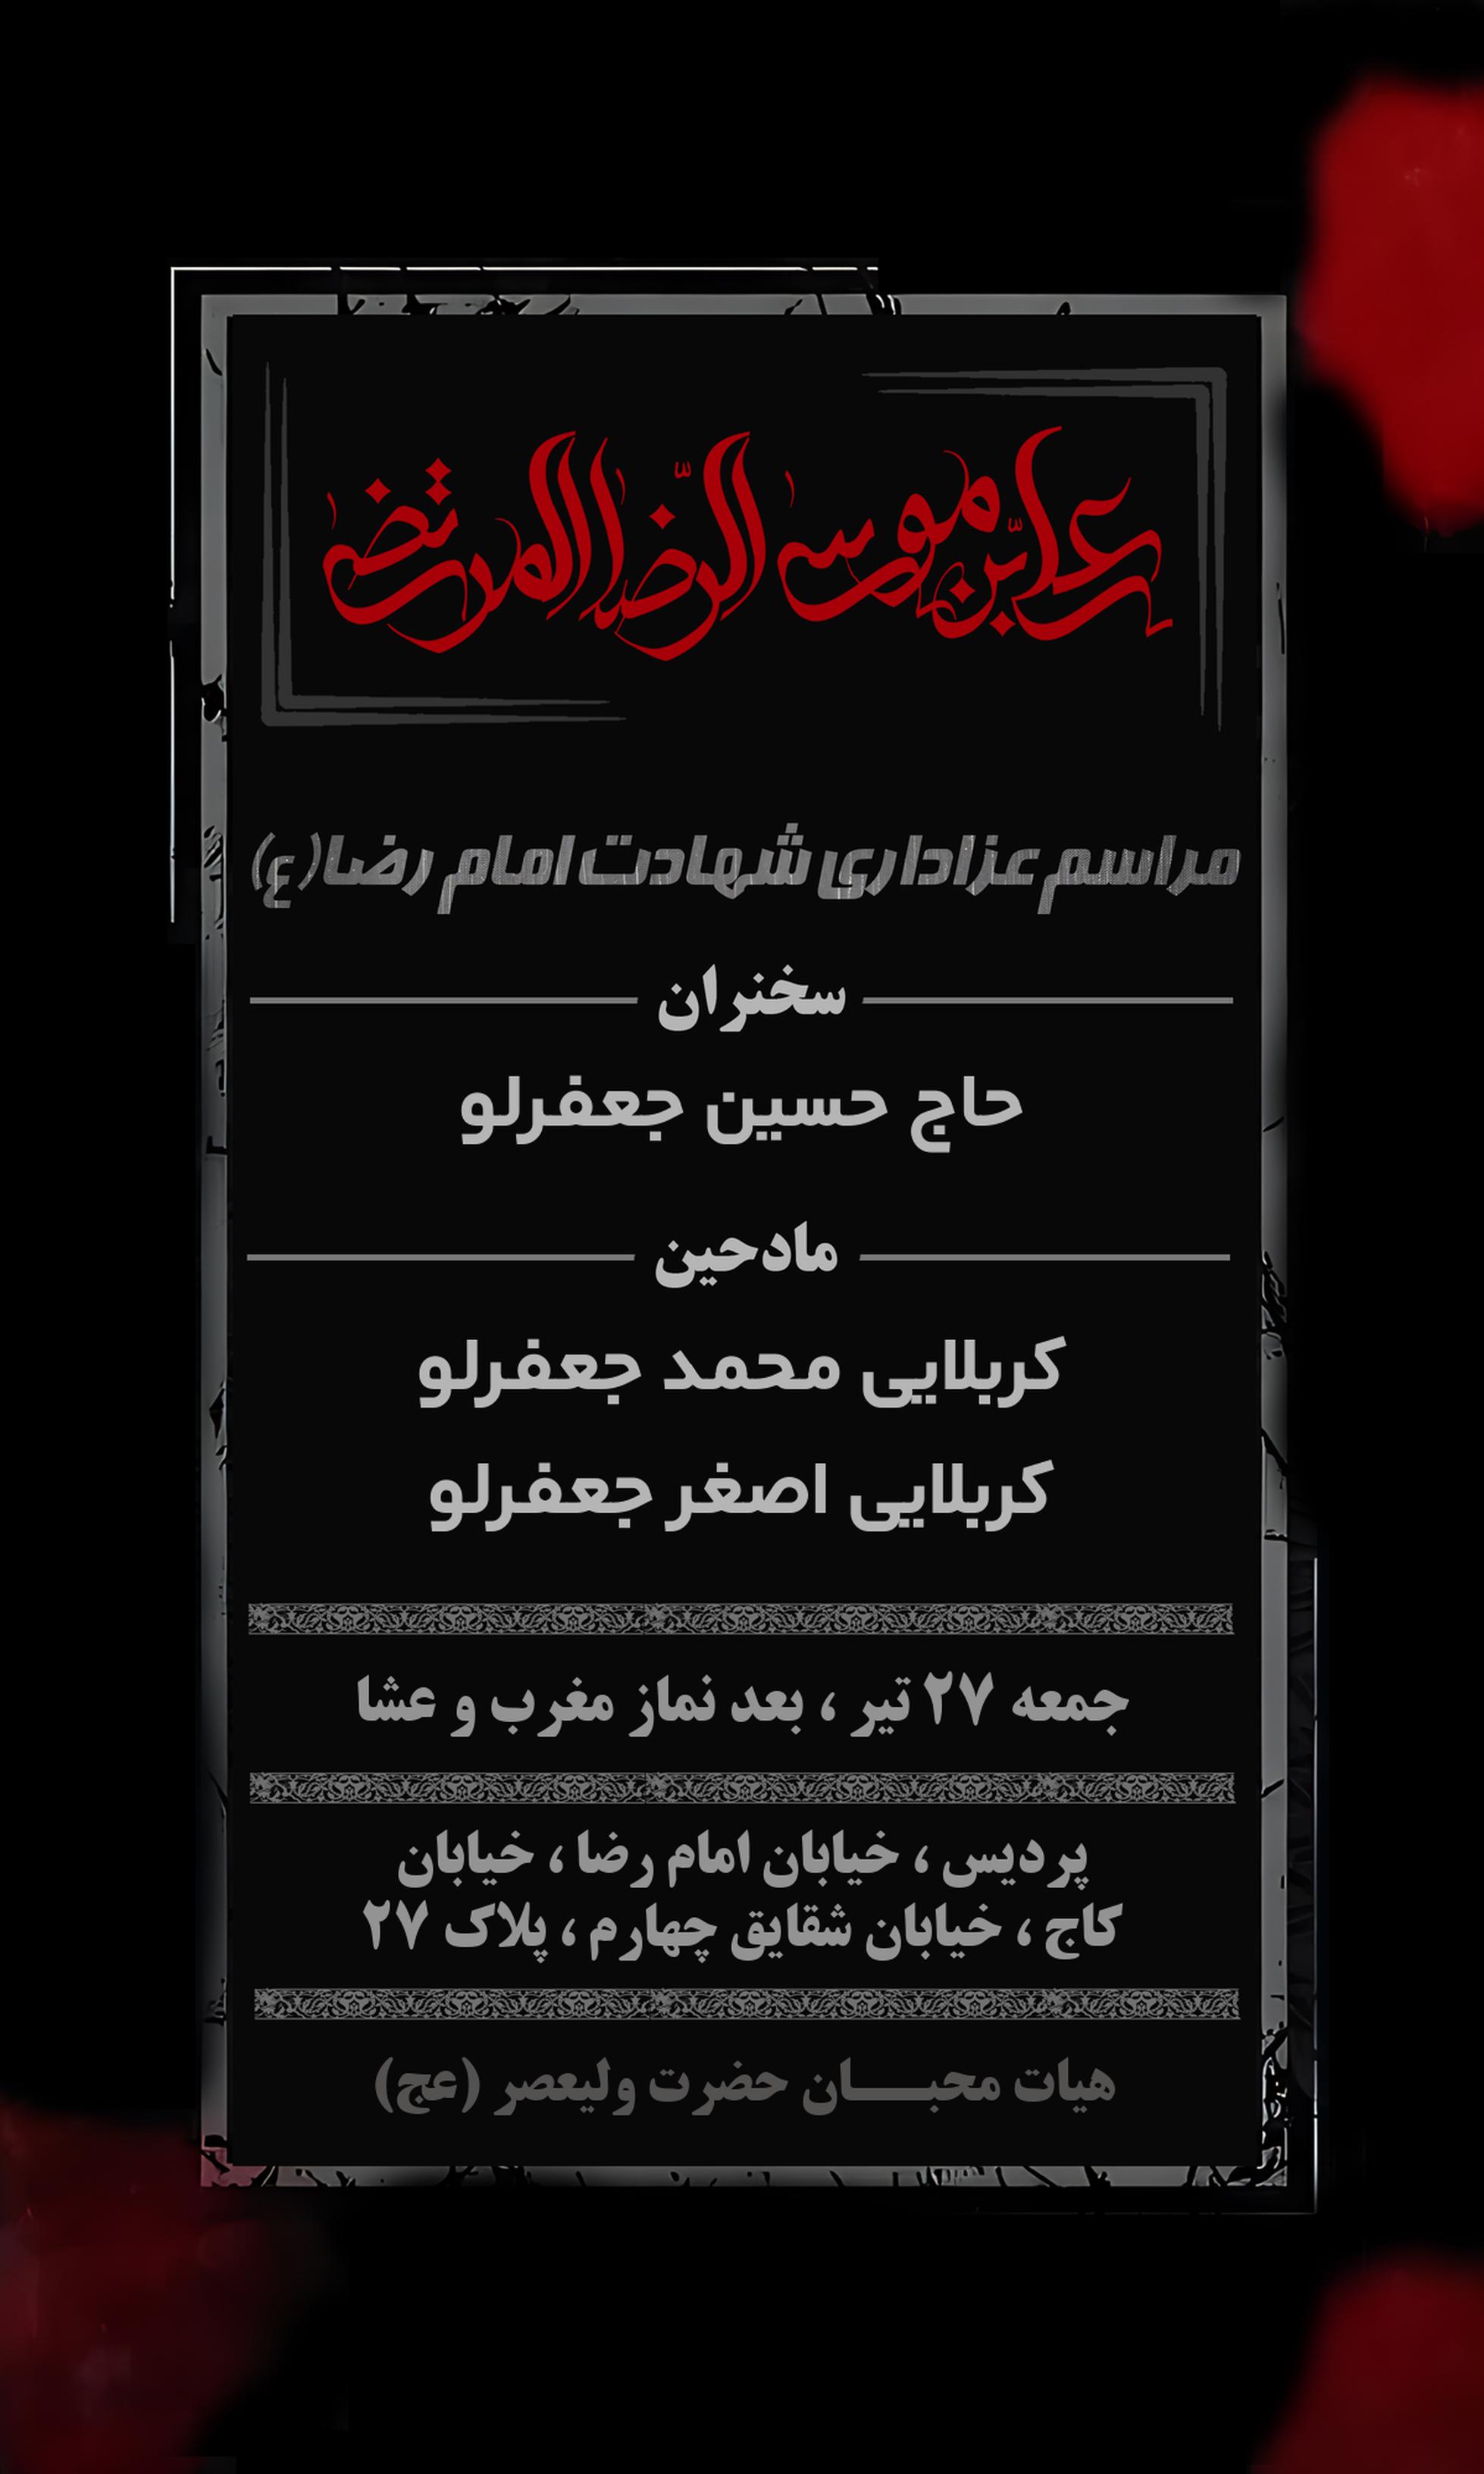 علی بن موسی الرضا المرتضی
مراسم عزاداری شهادت امام رضا (ع)
سخنران
حاج حسین جعفرلو
مادحین
کربلایی محمد جعفرلو
کربلایی اصغر جعفرلو
جمعه ۲۷ تیر ، بعد نماز مغرب و عشا
پردیس ، خیابان امام رضا ، خیابان
کاج ، خیابان شقایق چهارم ، پلاک ۲۷
هیات محبـــــان حضرت ولیعصر (عج)